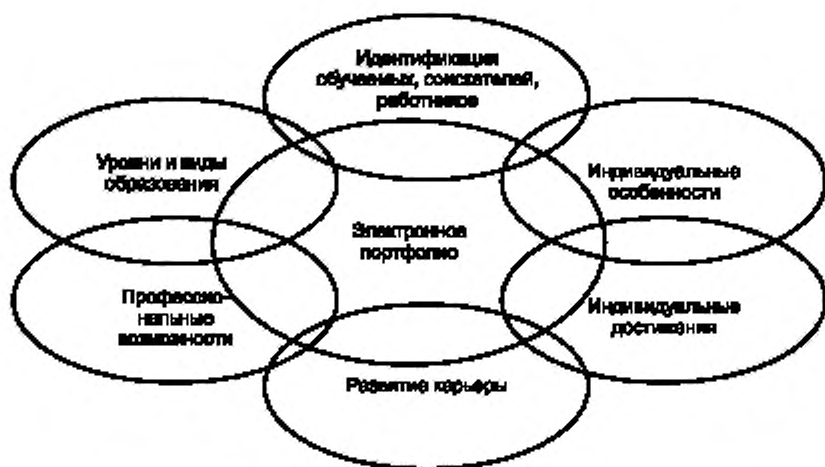 Идентификация
обучаемых, соискателей,
работников
Уровни и виды
образования
Индивидуальные
особенности
Электронное
портфолио
Профессио-
нальные
возможности
Индивидуальные
достижения
Развитие карьеры